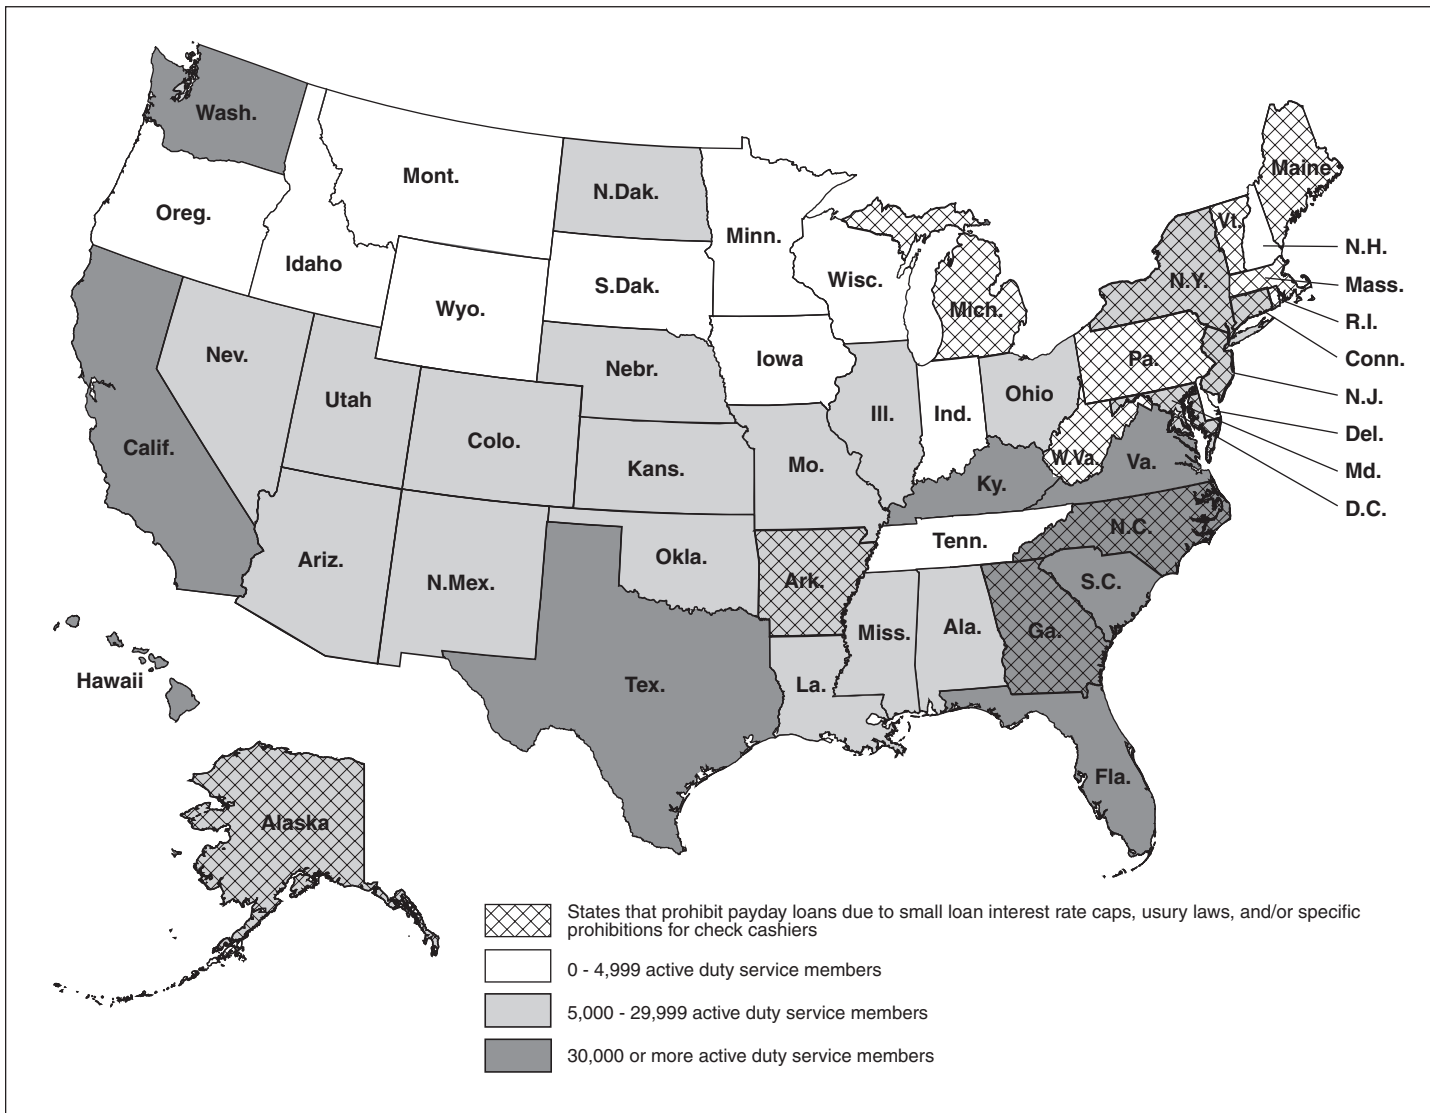 Wash.
Mont.
N.Dak.
Minn.
Maine
Oreg.
Idaho
Wyo.
S.Dak.
Wisc.
Mich.
Vt.
N.Y.
N.H.
Mass.
R.I.
Conn.
N.J.
Del.
Md.
D.C.
Nev.
Utah
Nebr.
Iowa
Ill.
Ind.
Ohio
Pa.
Calif.
Colo.
Kans.
Mo.
Ky.
W.Va.
Va.
Ariz.
N.Mex.
Okla.
Ark.
Tenn.
N.C.
S.C.
Hawaii
Tex.
La.
Miss.
Ala.
Ga.
Fla.
Alaska
States that prohibit payday loans due to small loan interest rate caps, usury laws, and/or specific
prohibitions for check cashiers
0 - 4,999 active duty service members
5,000 - 29,999 active duty service members
30,000 or more active duty service members